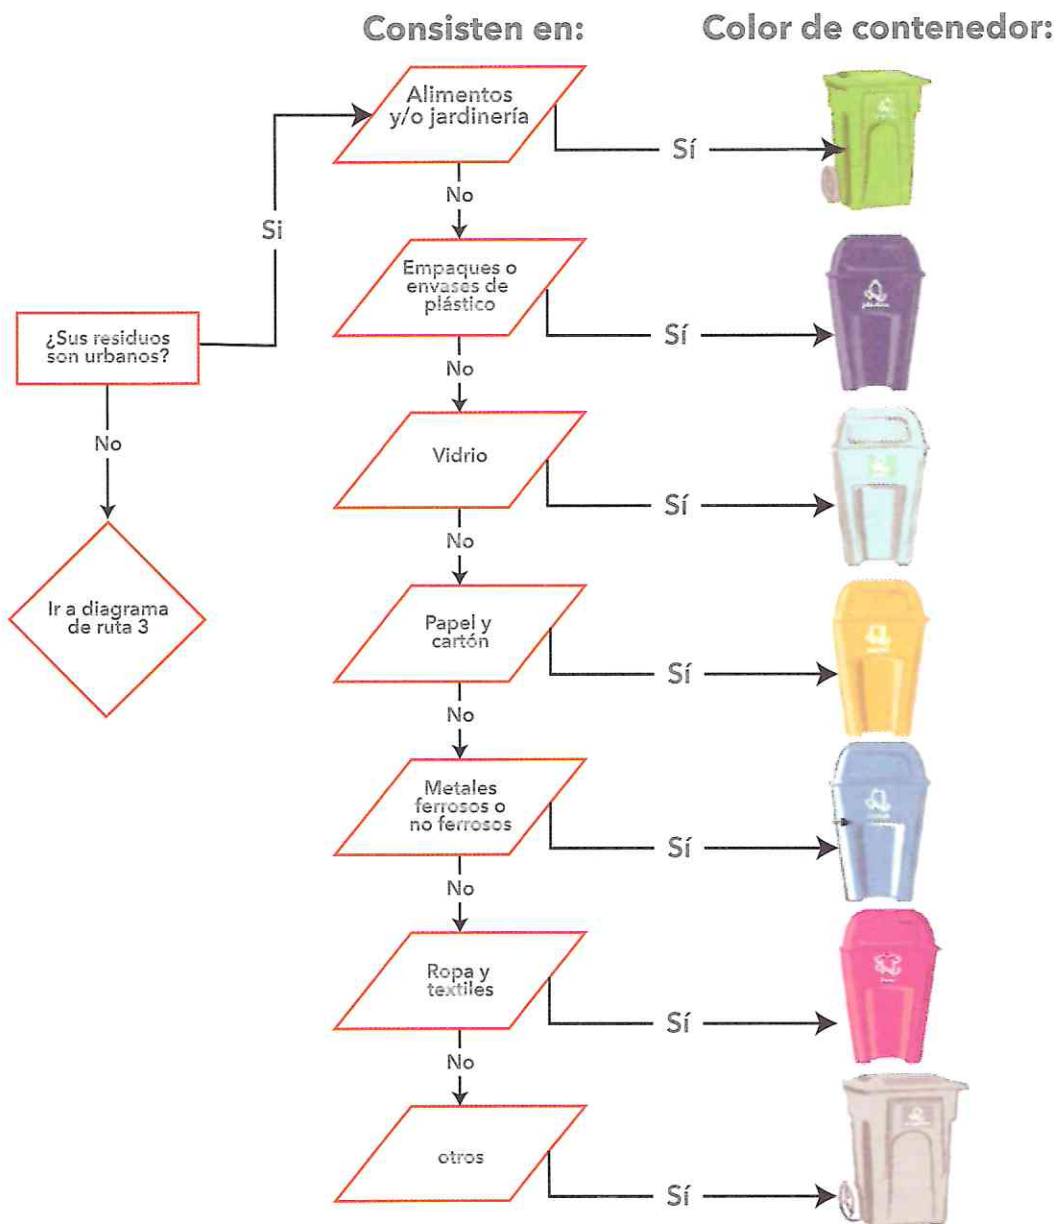 Consisten en:
Color de contenedor:
Alimentos
y/o jardinería
Sí
No
Si
Empaques o
envases de
plástico
Sí
¿Sus residuos
son urbanos?
No
No
Vidrio
Sí
No
Ir a diagrama
de ruta 3
Papel y
cartón
Sí
No
Metales
ferrosos o
no ferrosos
Sí
No
Ropa y
textiles
Sí
No
otros
Sí